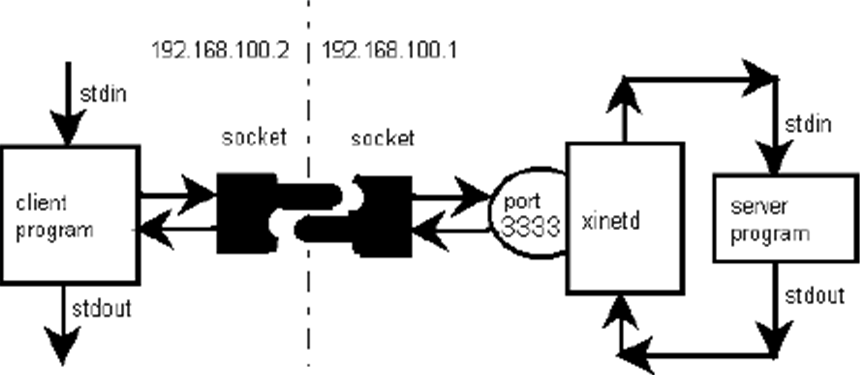 192.168.100.2
192.168.100.1
stdin
socket
socket
stdin
client
program
port
3333
xinetd
server
program
stdout
stdout